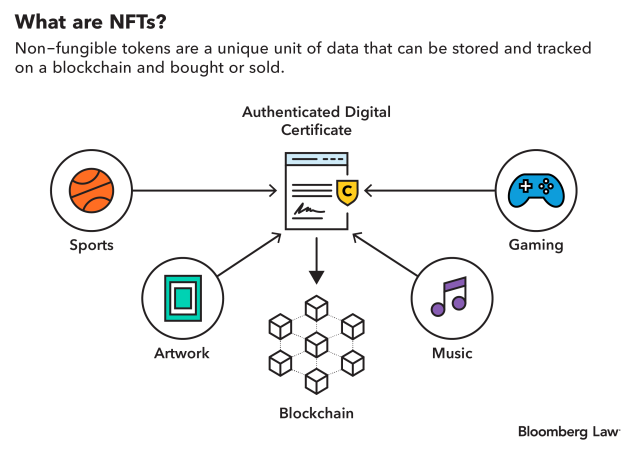 What are NFTs?
Non–fungible tokens are a unique unit of data that can be stored and tracked
on a blockchain and bought or sold.
Authenticated Digital
Certificate
C
Sports
Gaming
Artwork
Music
Blockchain
Bloomberg Law